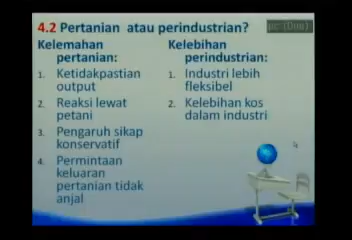 4.2 Pertanian atau perindustrian?
Kelemahan
pertanian:
1. Ketidakpastian
output
2. Reaksi lewat
petani
3. Pengaruh sikap
konservatif
4. Permintaan
keluaran
pertanian tidak
anjal
Kelebihan
perindustrian:
1. Industri lebih
fleksibel
2. Kelebihan kos
dalam industri